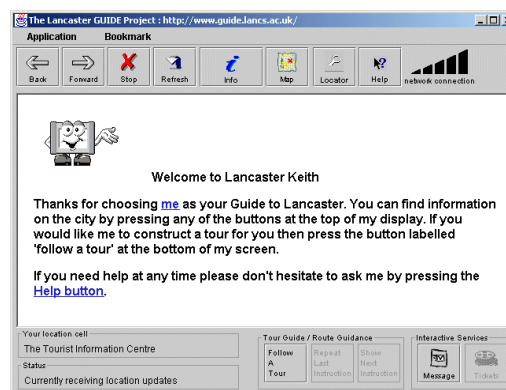 The Lancaster GUIDE Project : http://www.guide.lancs.ac.uk/
Application Bookmark
Back Forward Stop Refresh Info Map Locator Help network connection
Welcome to Lancaster Keith
Thanks for choosing me as your Guide to Lancaster. You can find information
on the city by pressing any of the buttons at the top of my display. If you
would like me to construct a tour for you then press the button labelled
'follow a tour' at the bottom of my screen.
If you need help at any time please don't hesitate to ask me by pressing the
Help button.
Your location cell
The Tourist Information Centre
Status
Currently receiving location updates
Tour Guide / Route Guidance
Follow
A
Tour
Repeat
Last
Instruction
Show
Next
Instruction
Interactive Services
Message
Tickets